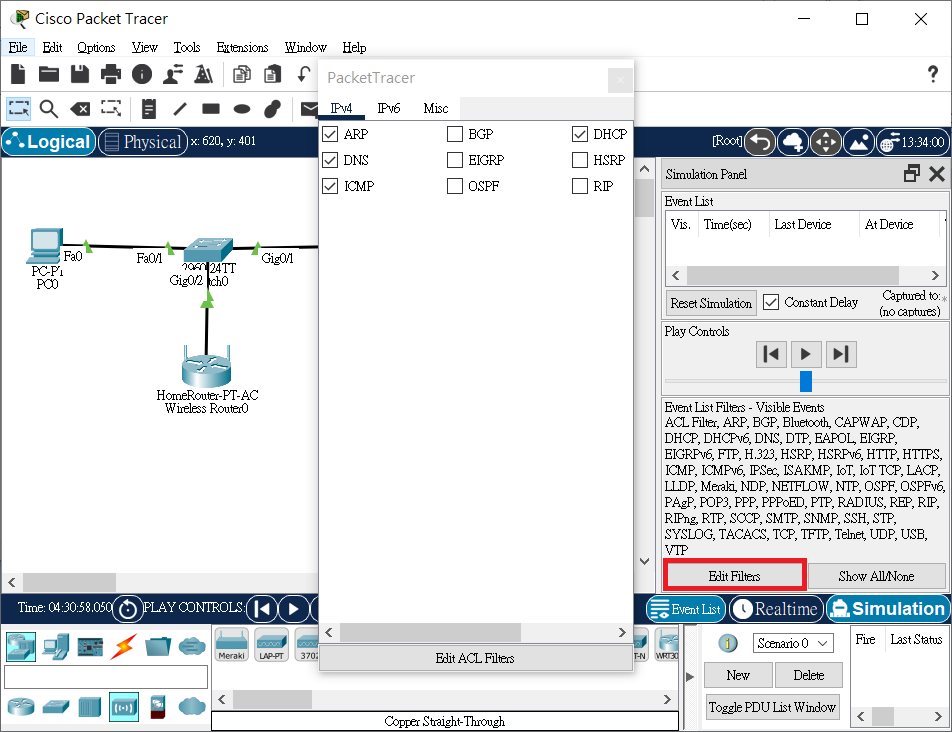 Cisco Packet Tracer
File Edit Options View Tools Extensions Window Help
?
PacketTracer
IPv4 IPv6 Misc
ARP BGP DHCP
DNS EIGRP HSRP
ICMP OSPF RIP
Edit ACL Filters
Logical Physical x: 620, y: 401
[Root] 13:34:00
Fa0 Fa0/1 Gig0/1
PC0
24TT
Gig0/2 tch0
HomeRouter-PT-AC
Wireless Router0
Simulation Panel
Event List
Vis. Time(sec) Last Device At Device
Reset Simulation Constant Delay Captured to:
(no captures)
Play Controls
Event List Filters - Visible Events
ACL Filter, ARP, BGP, Bluetooth, CAPWAP, CDP,
DHCP, DHCPv6, DNS, DTP, EAPOL, EIGRP,
EIGRPv6, FTP, H.323, HSRP, HSRPv6, HTTP, HTTPS,
ICMP, ICMPv6, IPSec, ISAKMP, IoT, IoT TCP, LACP,
LLDP, Meraki, NDP, NETFLOW, NTP, OSPF, OSPFv6,
PAgP, POP3, PPP, PPPoED, PTP, RADIUS, REP, RIP,
RIPng, RTP, SCCP, SMTP, SNMP, SSH, STP,
SYSLOG, TACACS, TCP, TFTP, Telnet, UDP, USB,
VTP
Edit Filters Show All/None
Time: 04:30:58.050 PLAY CONTROLS:
Event List Realtime Simulation
Meraki LAP-PT 3702
T-N WRT30
Copper Straight-Through
Scenario 0
New Delete
Toggle PDU List Window
Fire Last Status